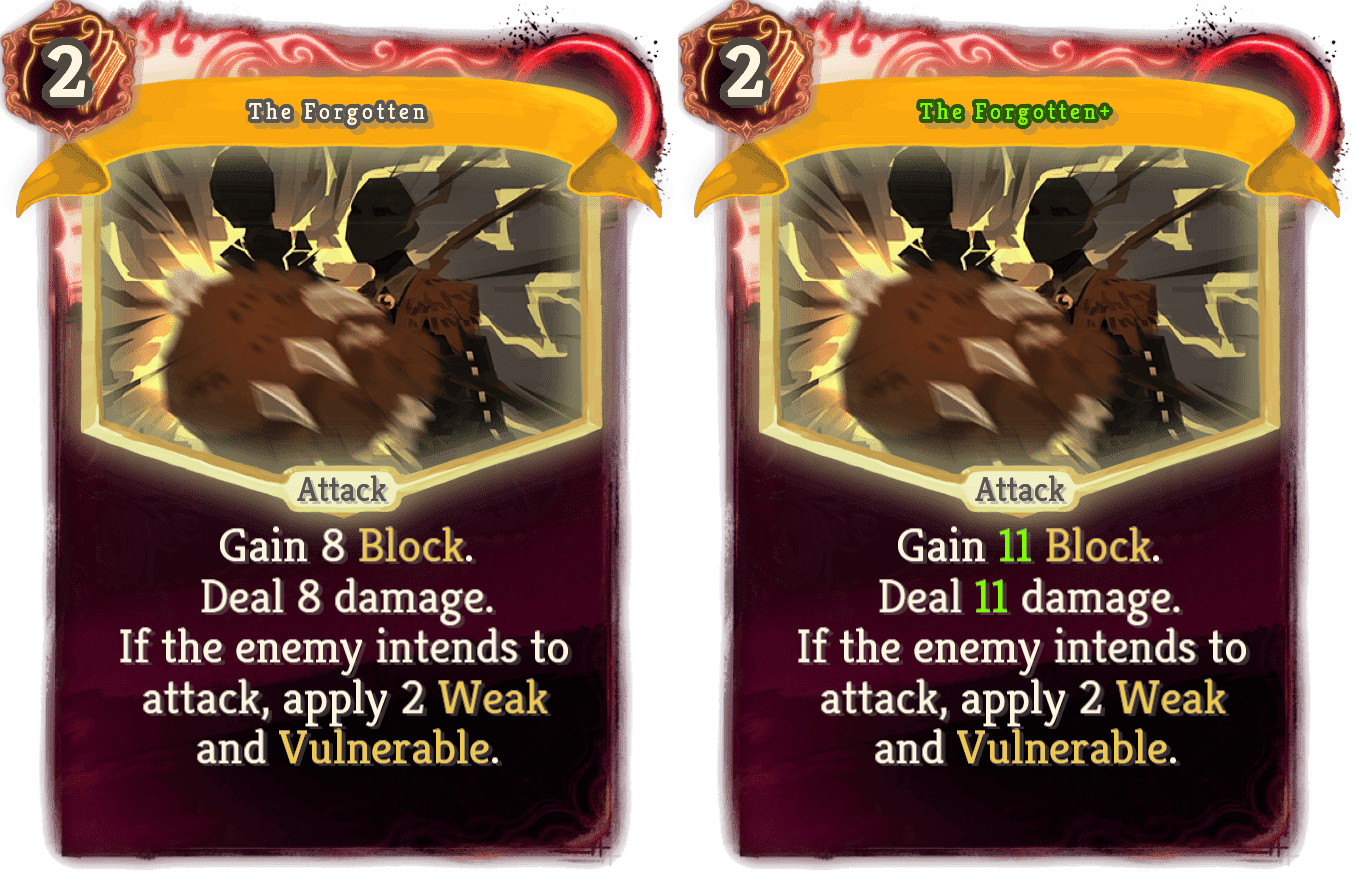 2
The Forgotten
Attack
Gain 8 Block.
Deal 8 damage.
If the enemy intends to
attack, apply 2 Weak
and Vulnerable.
2
The Forgotten+
Attack
Gain 11 Block.
Deal 11 damage.
If the enemy intends to
attack, apply 2 Weak
and Vulnerable.